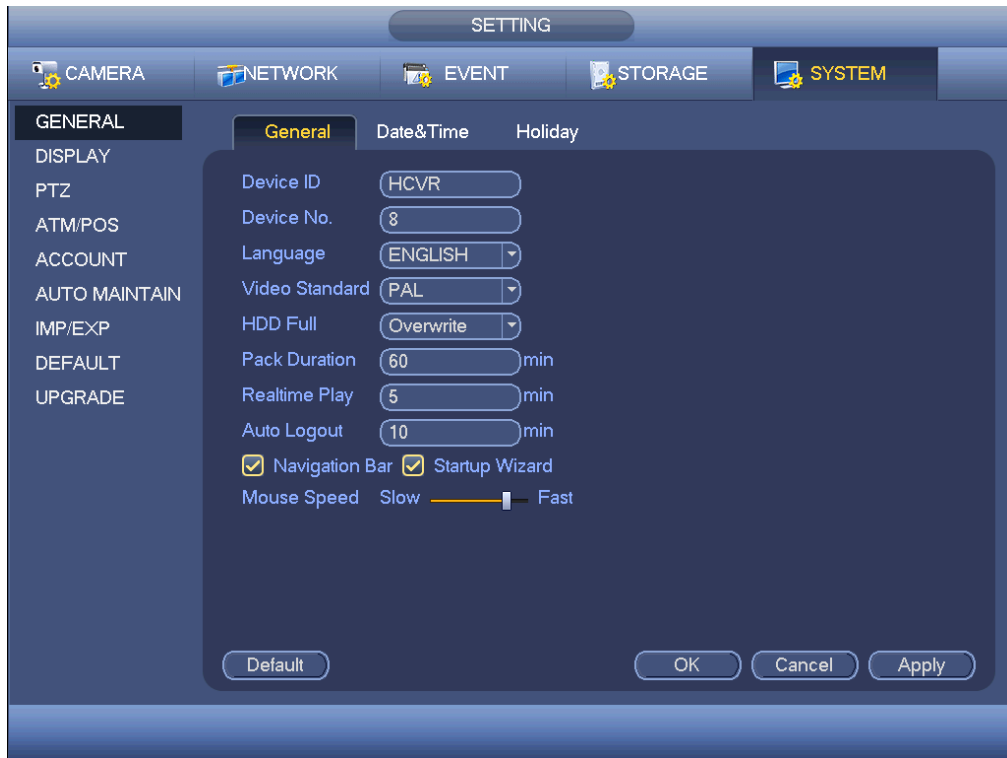 SETTING
CAMERA NETWORK EVENT STORAGE SYSTEM
GENERAL
DISPLAY
PTZ
ATM/POS
ACCOUNT
AUTO MAINTAIN
IMP/EXP
DEFAULT
UPGRADE
General Date&Time Holiday
Device ID HCVR
Device No. 8
Language ENGLISH
Video Standard PAL
HDD Full Overwrite
Pack Duration 60 min
Realtime Play 5 min
Auto Logout 10 min
Navigation Bar Startup Wizard
Mouse Speed Slow Fast
Default OK Cancel Apply